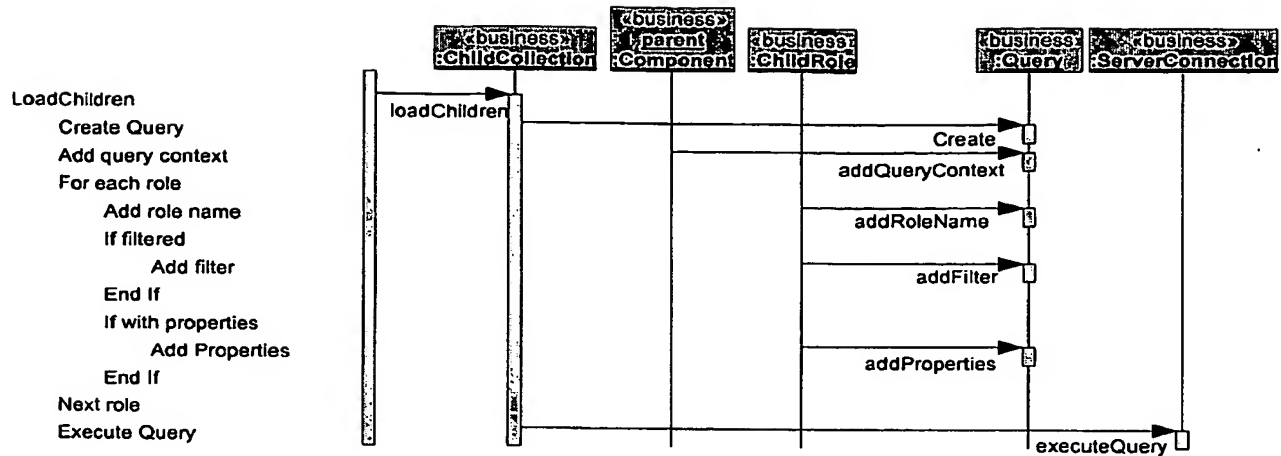 «business»
:ChildCollection
«business»
parent
:Component
«business»
:ChildRole
«business»
:Query
«business»
:ServerConnection
LoadChildren
Create Query
Add query context
For each role
Add role name
If filtered
Add filter
End If
If with properties
Add Properties
End If
Next role
Execute Query
loadChildren
Create
addQueryContext
addRoleName
addFilter
addProperties
executeQuery